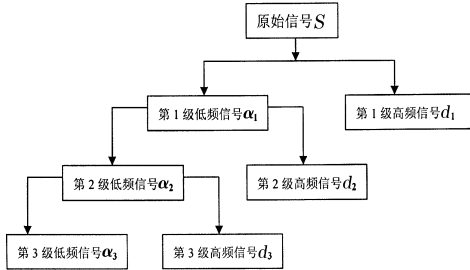 原始信号S
第1级低频信号α₁
第1级高频信号d₁
第2级低频信号α₂
第2级高频信号d₂
第3级低频信号α₃
第3级高频信号d₃